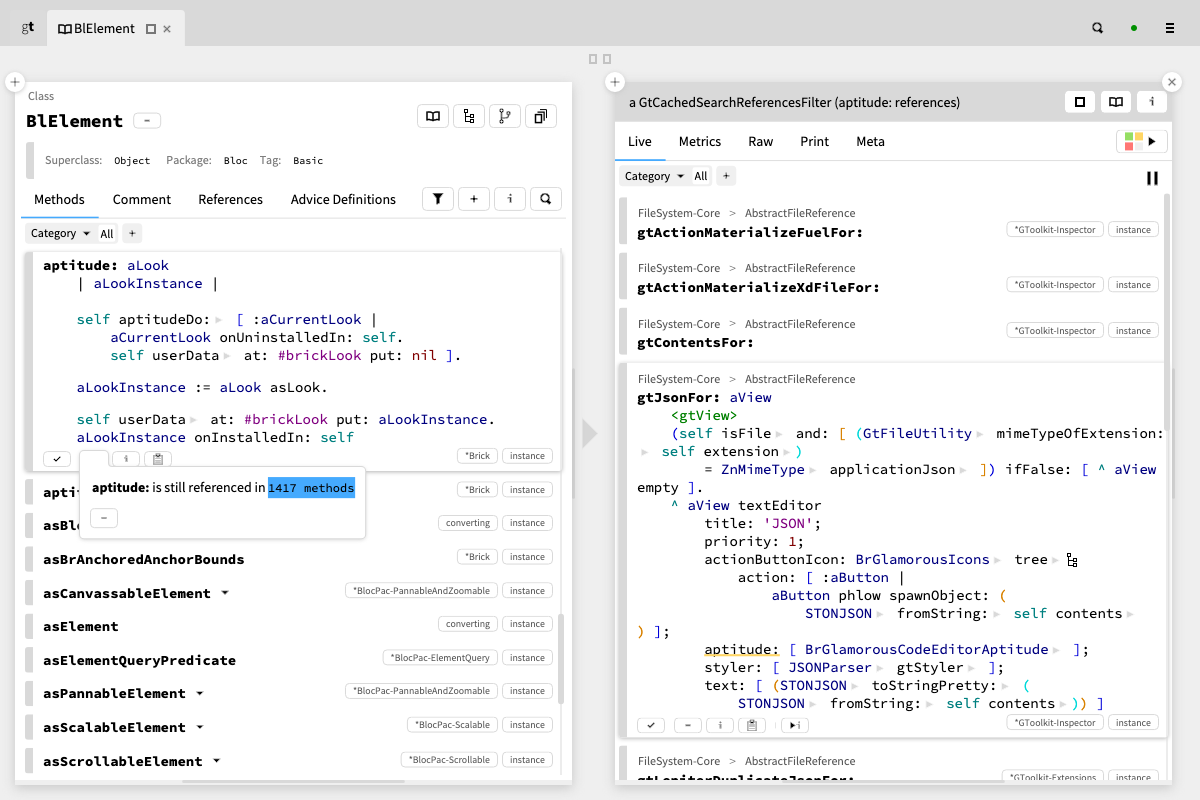 gt
BlElement
Class
BlElement
Superclass: Object Package: Bloc Tag: Basic
Methods Comment References Advice Definitions
Category All +
aptitude: aLook
| aLookInstance |
self aptitudeDo: [ :aCurrentLook |
aCurrentLook onUninstalledIn: self.
self userData at: #brickLook put: nil ].
aLookInstance := aLook asLook.
self userData at: #brickLook put: aLookInstance.
aLookInstance onInstalledIn: self
*Brick instance
aptitude: is still referenced in 1417 methods
*Brick instance
converting instance
asBrAnchoredAnchorBounds *Brick instance
asCanvassableElement *BlocPac-PannableAndZoomable instance
asElement converting instance
asElementQueryPredicate *BlocPac-ElementQuery instance
asPannableElement *BlocPac-PannableAndZoomable instance
asScalableElement *BlocPac-Scalable instance
asScrollableElement *BlocPac-Scrollable instance
a GtCachedSearchReferencesFilter (aptitude: references)
Live Metrics Raw Print Meta
Category All +
FileSystem-Core > AbstractFileReference
gtActionMaterializeFuelFor: *GToolkit-Inspector instance
FileSystem-Core > AbstractFileReference
gtActionMaterializeXdFileFor: *GToolkit-Inspector instance
FileSystem-Core > AbstractFileReference
gtContentsFor: *GToolkit-Inspector instance
FileSystem-Core > AbstractFileReference
gtJsonFor: aView
<gtView>
(self isFile and: [ (GtFileUtility mimeTypeOfExtension:
self extension )
= ZnMimeType applicationJson ]) ifFalse: [ ^ aView
empty ].
^ aView textEditor
title: 'JSON';
priority: 1;
actionButtonIcon: BrGlamorousIcons tree
action: [ :aButton |
aButton phlow spawnObject: (
STONJSON fromString: self contents
) ];
aptitude: [ BrGlamorousCodeEditorAptitude ];
styler: [ JSONParser gtStyler ];
text: [ (STONJSON toStringPretty: (
STONJSON fromString: self contents )) ]
*GToolkit-Inspector instance
FileSystem-Core > AbstractFileReference
gtLepiterDuplicateJsonFor: *GToolkit-Extensions instance